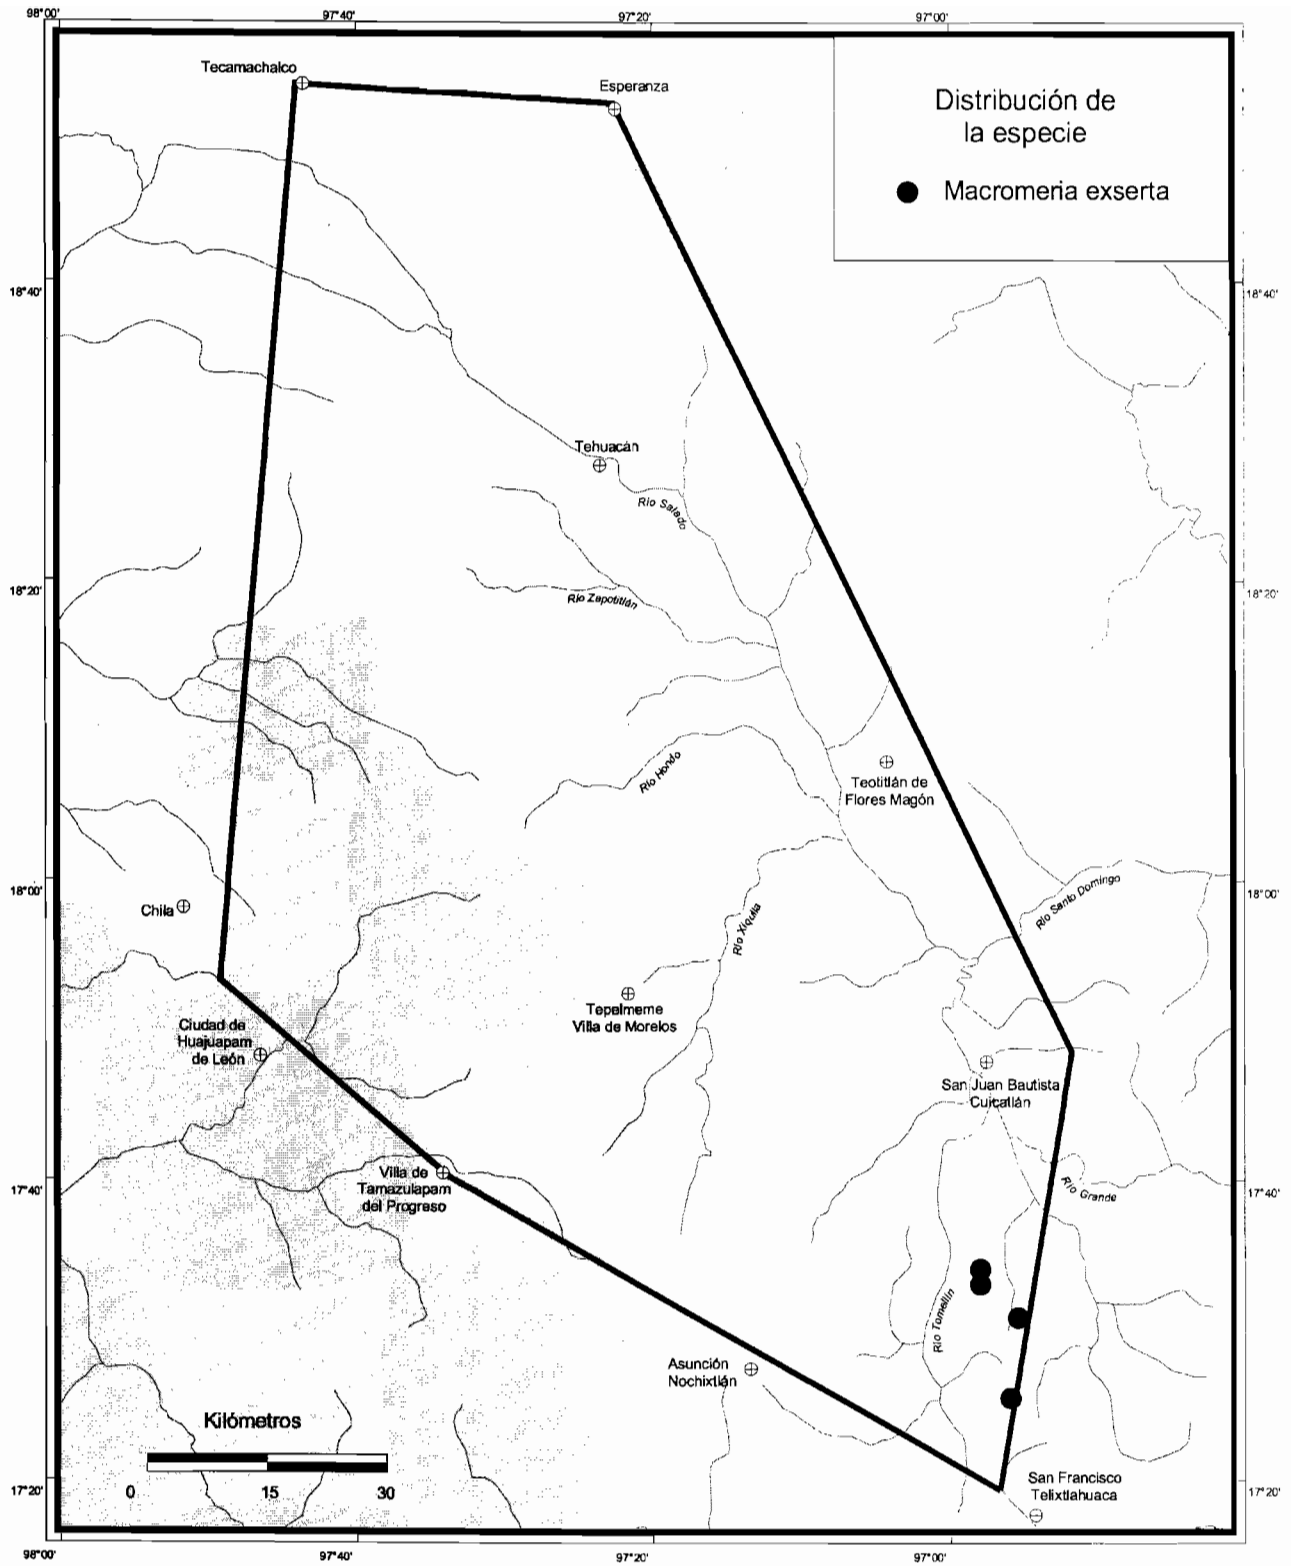 98°00'
97°40'
97°20'
97°00'
Tecamachalco
Esperanza
Distribución de
la especie
Macromeria exserta
18°40'
18°40'
Tehuacán
Río Salado
18°20'
18°20'
Río Zapotitlán
Río Hondo
Teotitlán de
Flores Magón
18°00'
18°00'
Chila
Río Santo Domingo
Río Xiquila
Tepelmeme
Villa de Morelos
Ciudad de
Huajuapam
de León
San Juan Bautista
Cuicatlán
17°40'
17°40'
Villa de
Tamazulapam
del Progreso
Río Grande
Río Tomellín
Asunción
Nochixtlán
Kilómetros
0 15 30
San Francisco
Telixtlahuaca
17°20'
17°20'
98°00'
97°40'
97°20'
97°00'